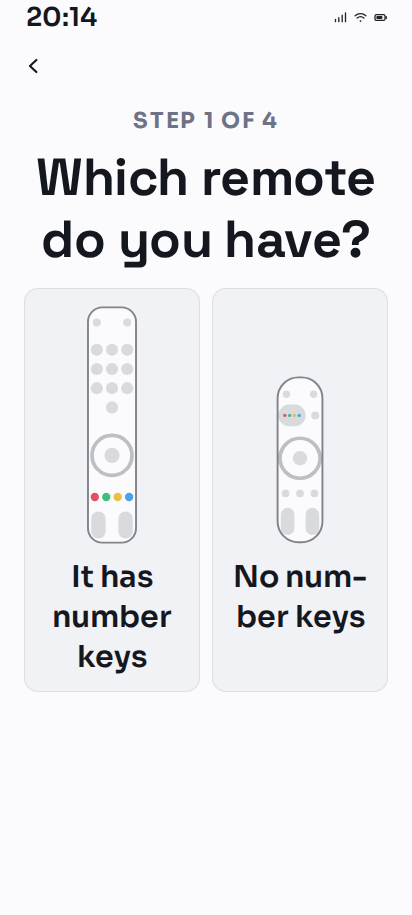 20:14
STEP 1 OF 4
Which remote
do you have?
It has
number
keys
No num-
ber keys